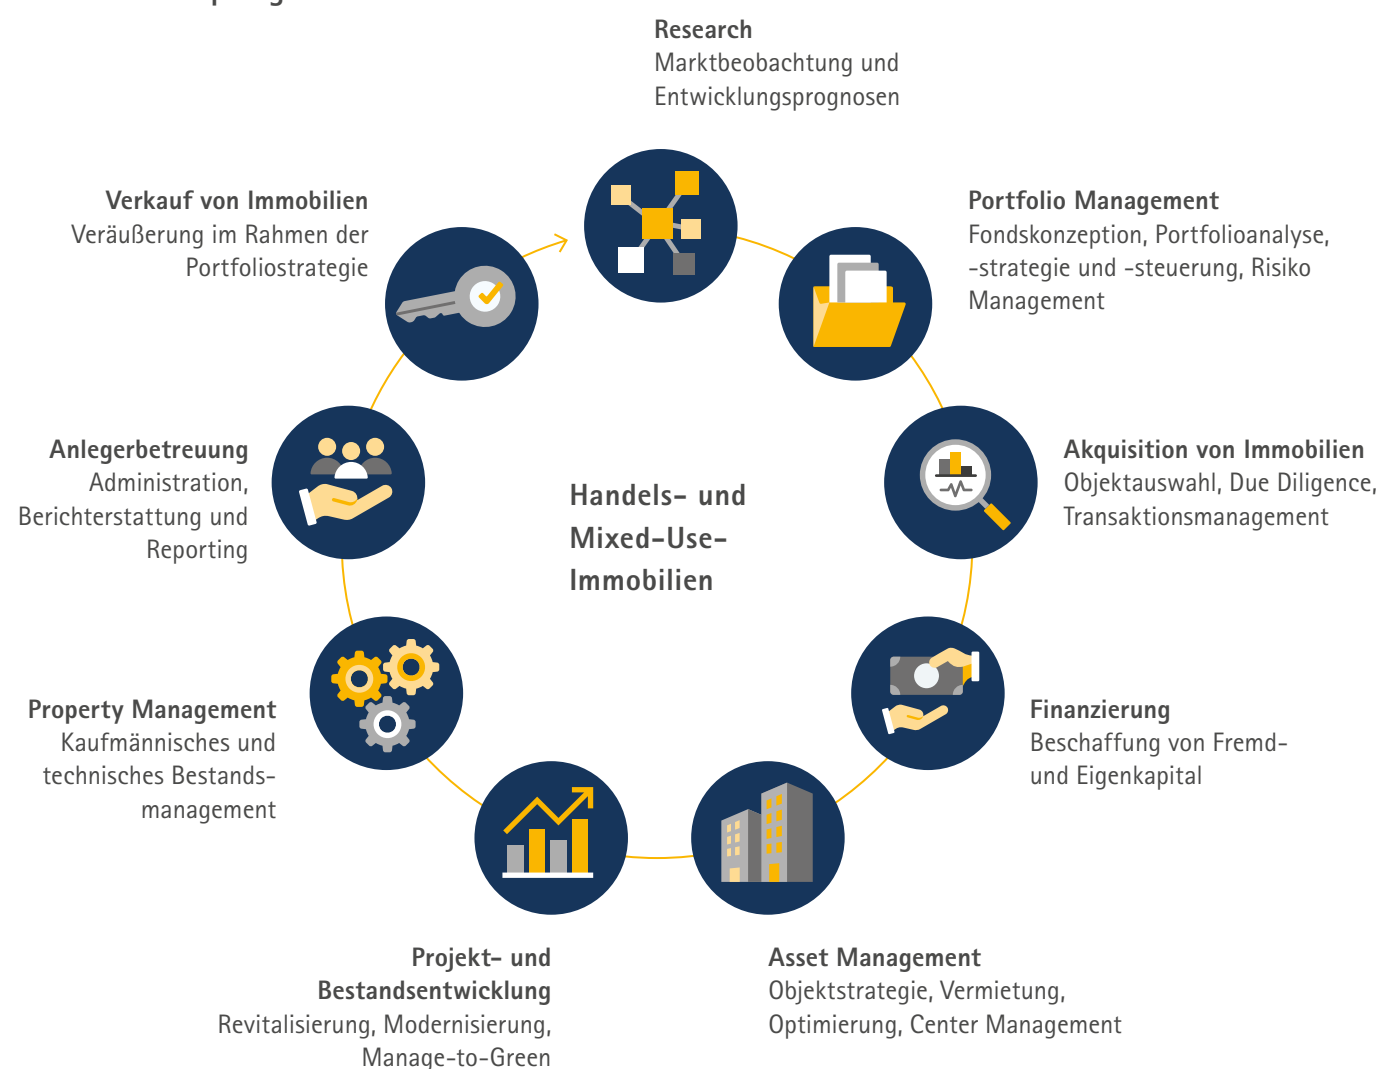 Research
Marktbeobachtung und
Entwicklungsprognosen
Portfolio Management
Fondskonzeption, Portfolioanalyse,
-strategie und -steuerung, Risiko
Management
Akquisition von Immobilien
Objektauswahl, Due Diligence,
Transaktionsmanagement
Finanzierung
Beschaffung von Fremd-
und Eigenkapital
Asset Management
Objektstrategie, Vermietung,
Optimierung, Center Management
Projekt- und
Bestandsentwicklung
Revitalisierung, Modernisierung,
Manage-to-Green
Property Management
Kaufmännisches und
technisches Bestands-
management
Anlegerbetreuung
Administration,
Berichterstattung und
Reporting
Verkauf von Immobilien
Veräußerung im Rahmen der
Portfoliostrategie
Handels- und
Mixed-Use-
Immobilien